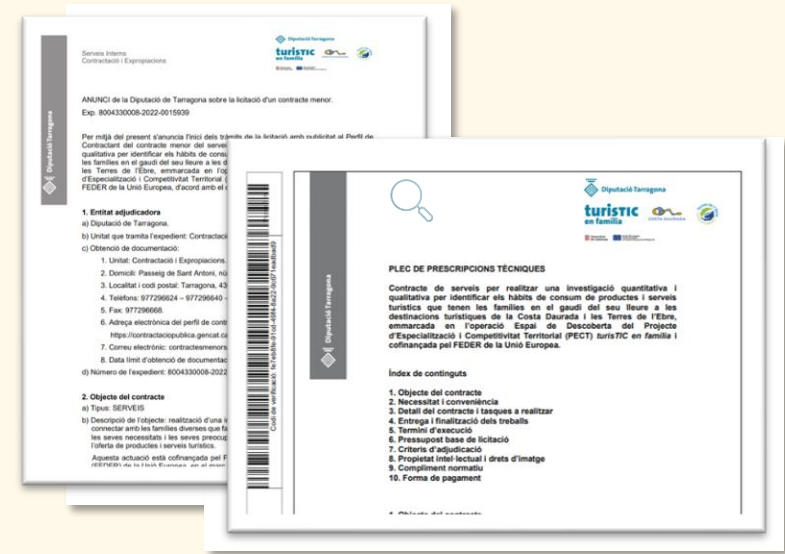 Serveis Interns
Contractació i Expropiacions
Diputació Tarragona
turisTIC
en família
Diputació Tarragona
ANUNCI de la Diputació de Tarragona sobre la licitació d'un contracte menor.
Exp. 8004330008-2022-0015939
Per mitjà del present s'anuncia l'inici dels tràmits de la licitació amb publicitat al Perfil de
Contractant del contracte menor del servei
qualitativa per identificar els hàbits de consu
les famílies en el gaudi del seu lleure a les d
les Terres de l'Ebre, emmarcada en l'op
d'Especialització i Competitivitat Territorial (
FEDER de la Unió Europea, d'acord amb el
1. Entitat adjudicadora
a) Diputació de Tarragona.
b) Unitat que tramita l'expedient: Contractaci
c) Obtenció de documentació:
1. Unitat: Contractació i Expropiacions.
2. Domicili: Passeig de Sant Antoni, nú
3. Localitat i codi postal: Tarragona, 43
4. Telèfons: 977296624 – 977296640 –
5. Fax: 977296668.
6. Adreça electrònica del perfil de contr
https://contractaciopublica.gencat.ca
7. Correu electrònic: contractesmenors
8. Data límit d'obtenció de documentac
d) Número de l'expedient: 8004330008-2022
2. Objecte del contracte
a) Tipus: SERVEIS
b) Descripció de l'objecte: realització d'una i
connectar amb les famílies diverses que fa
les seves necessitats i les seves preocup
l'oferta de productes i serveis turístics.
Aquesta actuació està cofinançada pel F
(FEDER) de la Unió Europea, en el marc
Codi de verificació:
Diputació Tarragona
Diputació Tarragona
turisTIC
en família
COSTA DAURADA
PLEC DE PRESCRIPCIONS TÈCNIQUES
Contracte de serveis per realitzar una investigació quantitativa i
qualitativa per identificar els hàbits de consum de productes i serveis
turístics que tenen les famílies en el gaudi del seu lleure a les
destinacions turístiques de la Costa Daurada i les Terres de l'Ebre,
emmarcada en l'operació Espai de Descoberta del Projecte
d'Especialització i Competitivitat Territorial (PECT) turisTIC en família i
cofinançada pel FEDER de la Unió Europea.
Índex de continguts
1. Objecte del contracte
2. Necessitat i conveniència
3. Detall del contracte i tasques a realitzar
4. Entrega i finalització dels treballs
5. Termini d'execució
6. Pressupost base de licitació
7. Criteris d'adjudicació
8. Propietat intel·lectual i drets d'imatge
9. Compliment normatiu
10. Forma de pagament
1. Objecte del contracte